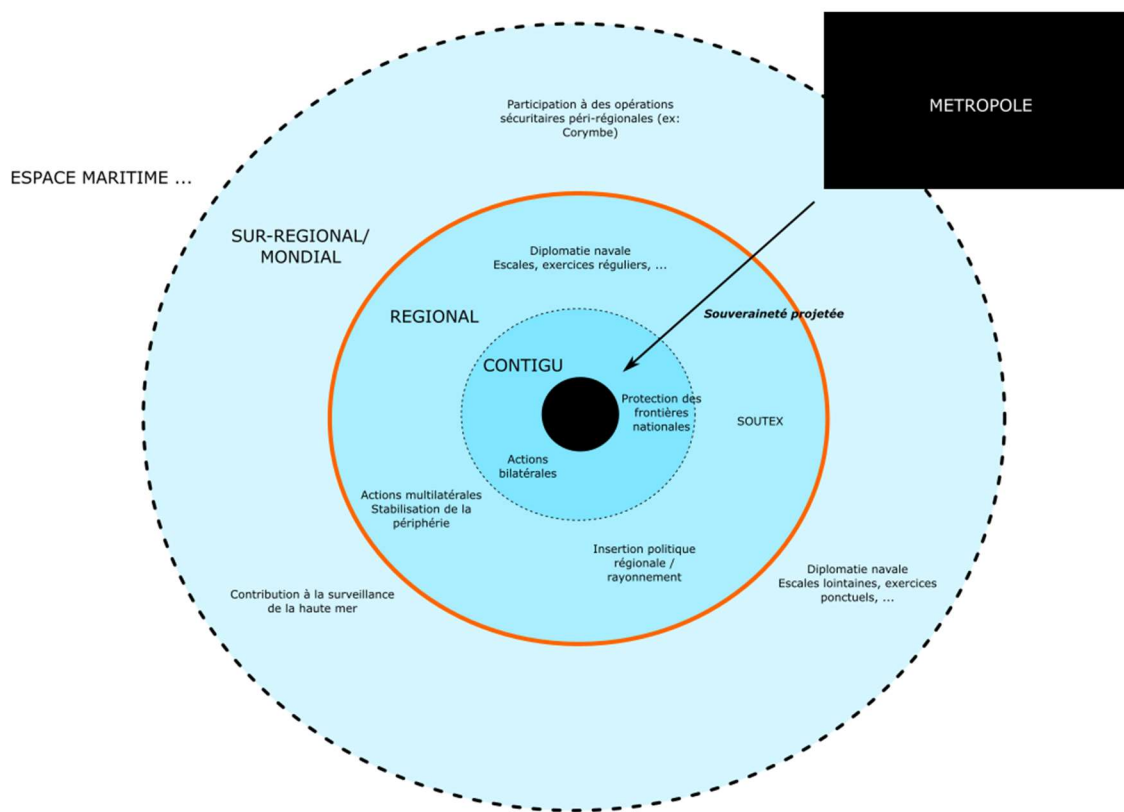 METROPOLE
Participation à des opérations
sécuritaires péri-régionales (ex:
Corymbe)
ESPACE MARITIME ...
SUR-REGIONAL/
MONDIAL
Diplomatie navale
Escales, exercices réguliers, ...
REGIONAL
Souveraineté projetée
CONTIGU
Protection des
frontières
nationales
SOUTEX
Actions
bilatérales
Actions multilatérales
Stabilisation de la
périphérie
Insertion politique
régionale /
rayonnement
Diplomatie navale
Escales lointaines, exercices
ponctuels, ...
Contribution à la surveillance
de la haute mer